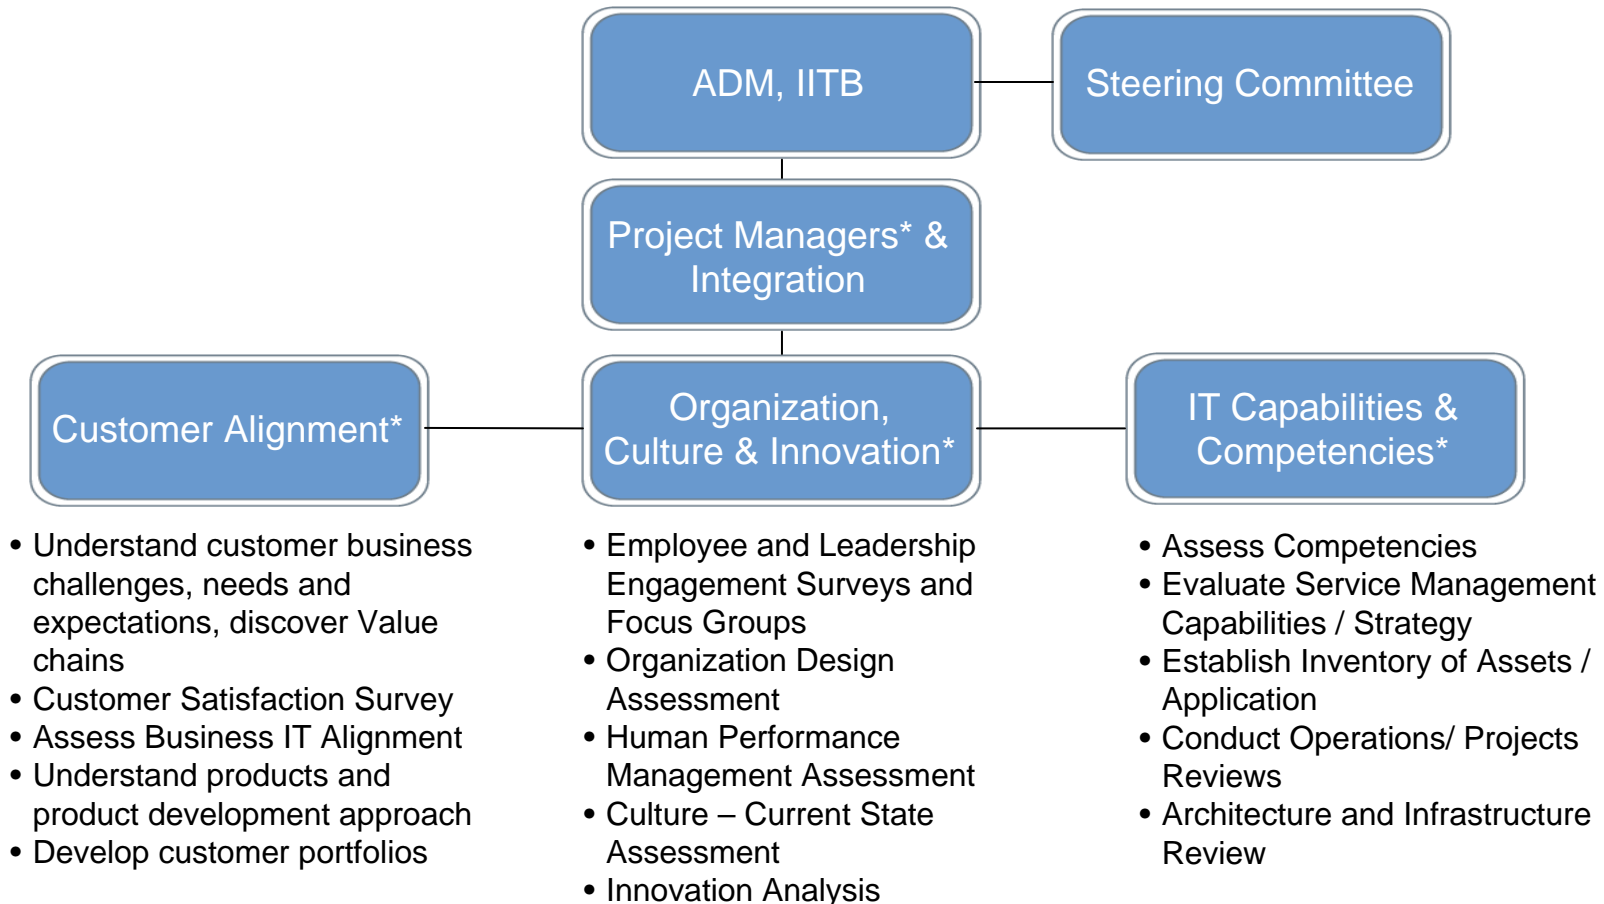 ADM, IITB
Steering Committee
Project Managers* &
Integration
Customer Alignment*
Organization,
Culture & Innovation*
IT Capabilities &
Competencies*
• Understand customer business
challenges, needs and
expectations, discover Value
chains
• Customer Satisfaction Survey
• Assess Business IT Alignment
• Understand products and
product development approach
• Develop customer portfolios
• Employee and Leadership
Engagement Surveys and
Focus Groups
• Organization Design
Assessment
• Human Performance
Management Assessment
• Culture – Current State
Assessment
• Innovation Analysis
• Assess Competencies
• Evaluate Service Management
Capabilities / Strategy
• Establish Inventory of Assets /
Application
• Conduct Operations/ Projects
Reviews
• Architecture and Infrastructure
Review